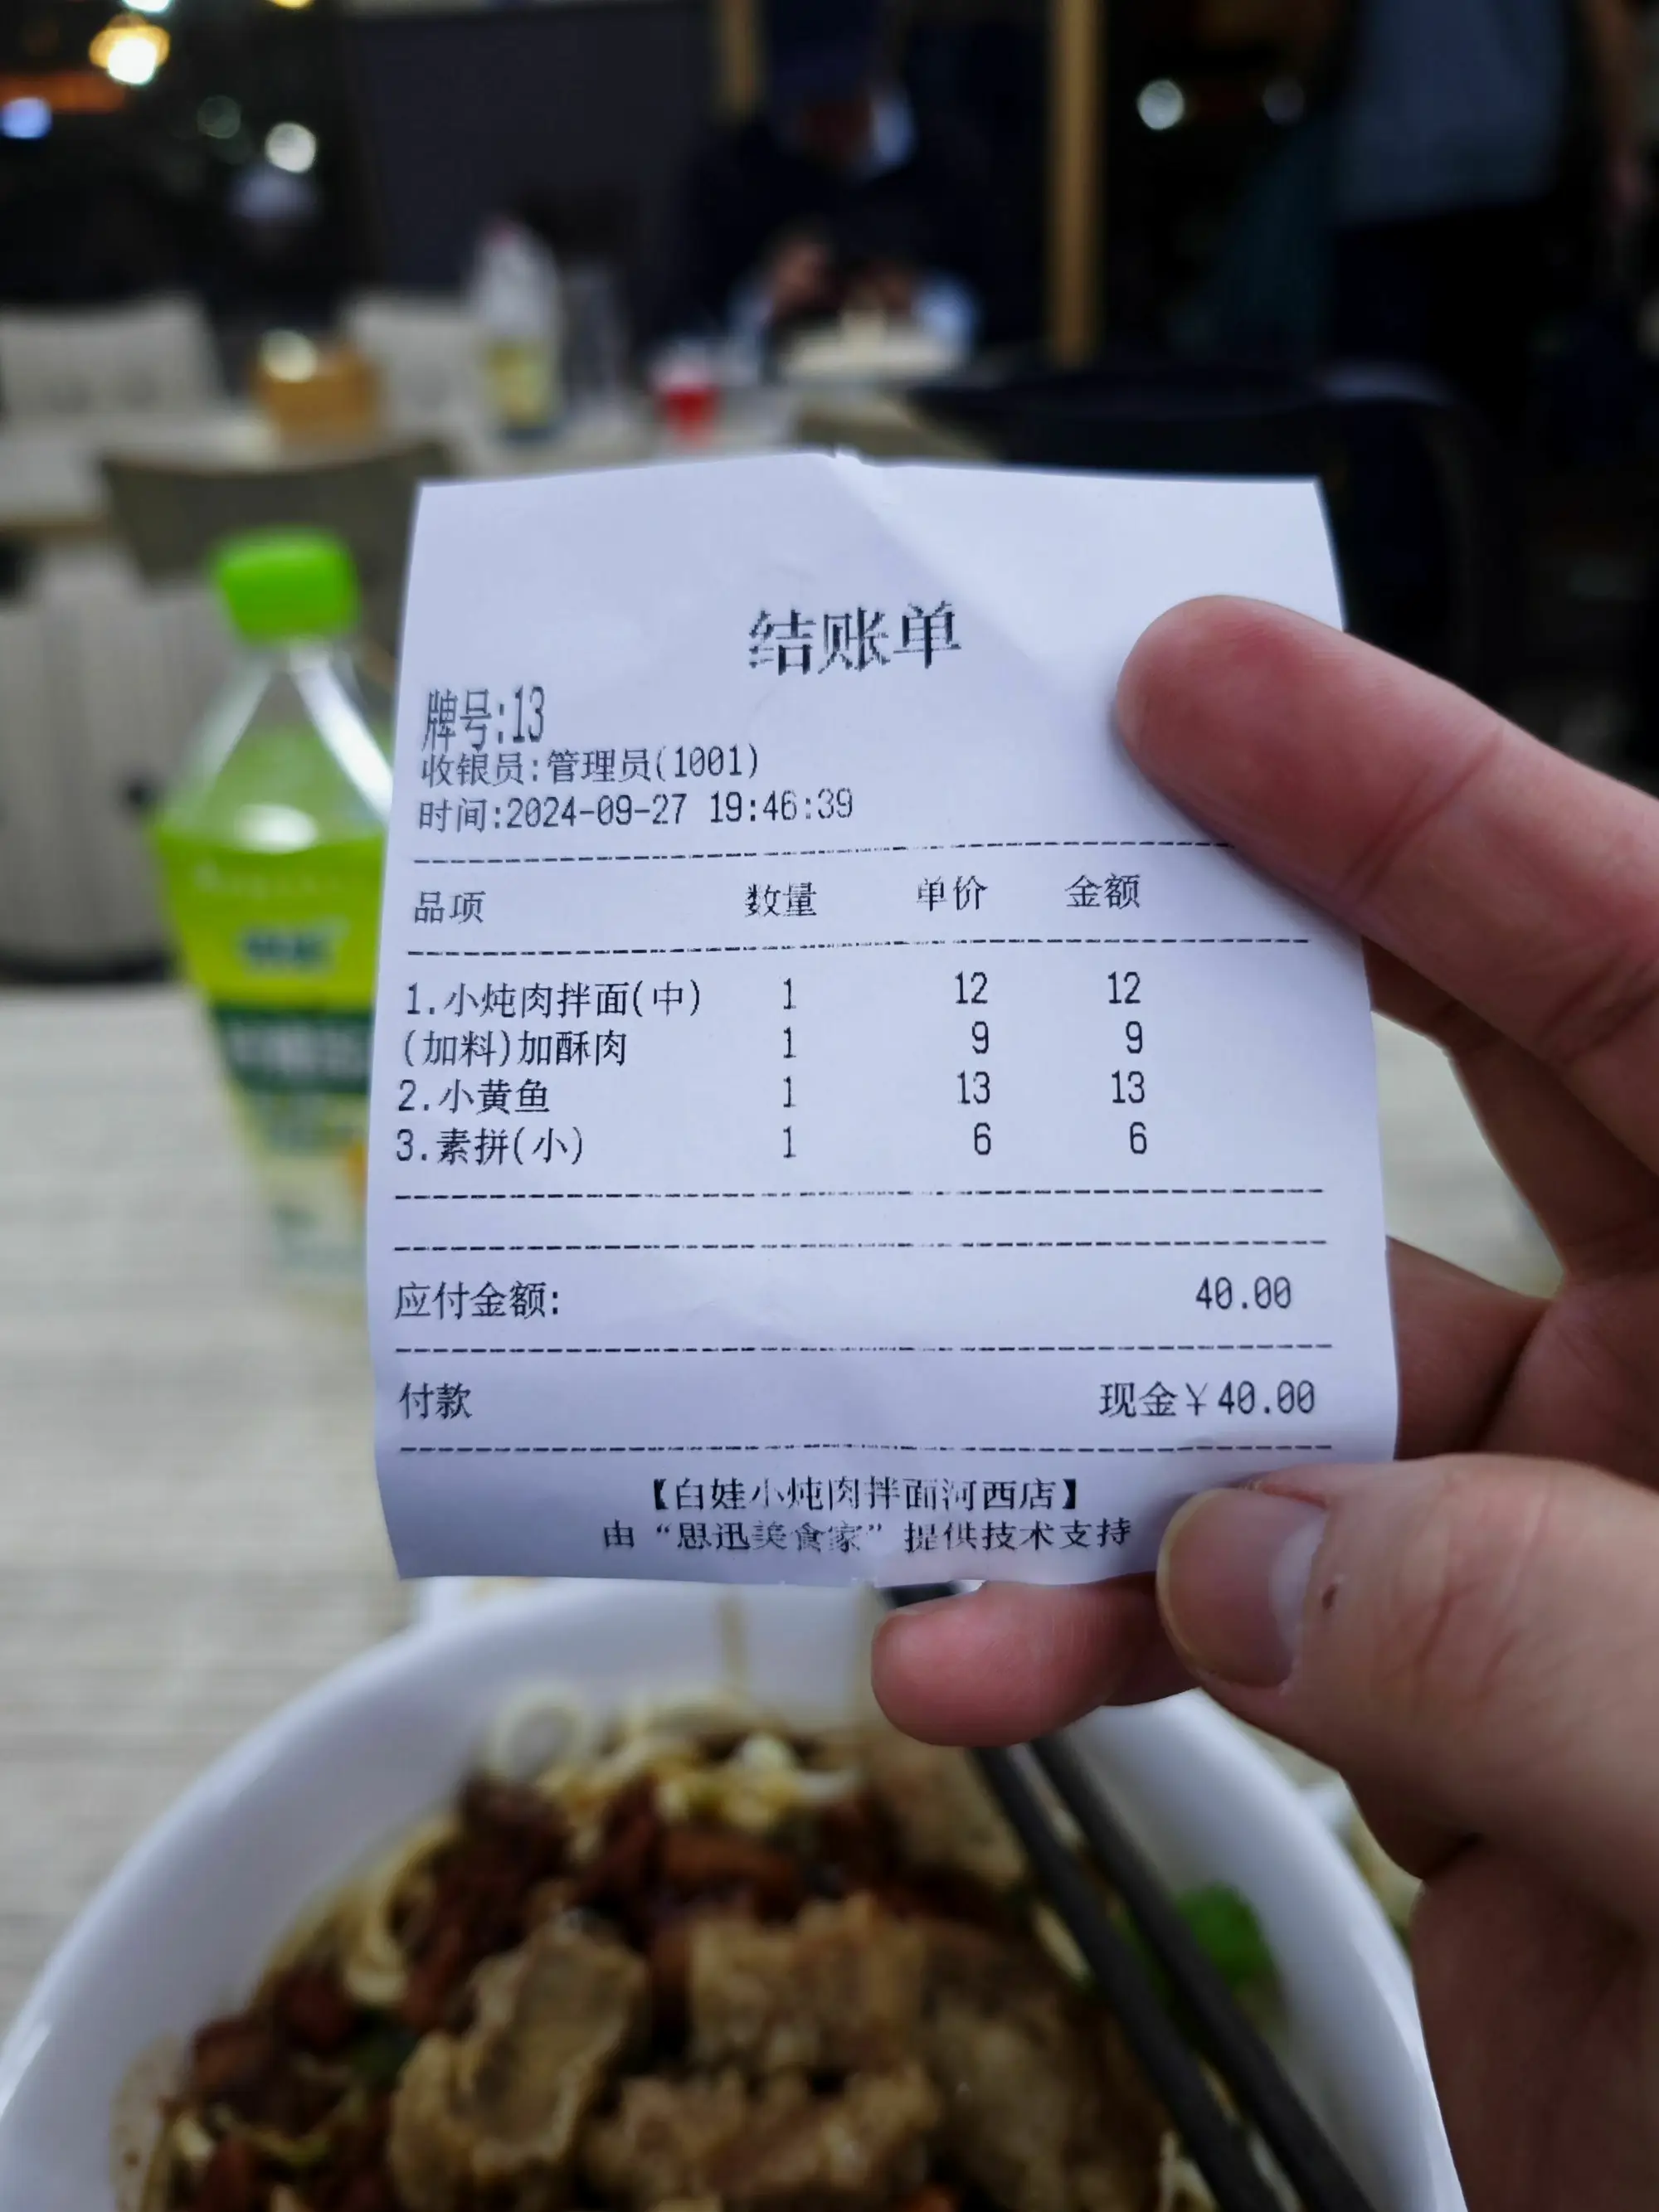 结账单
牌号:13
收银员:管理员(1001)
时间:2024-09-27 19:46:39
品项 数量 单价 金额
1.小炖肉拌面(中) 1 12 12
(加料)加酥肉 1 9 9
2.小黄鱼 1 13 13
3.素拼(小) 1 6 6
应付金额: 40.00
付款 现金￥40.00
【白娃小炖肉拌面河西店】
由“思迅美食家”提供技术支持